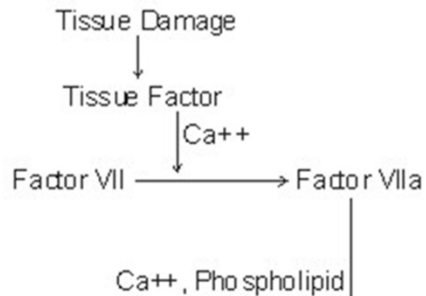 Tissue Damage
Tissue Factor
Ca++
Factor VII Factor VIIa
Ca++, Phospholipid